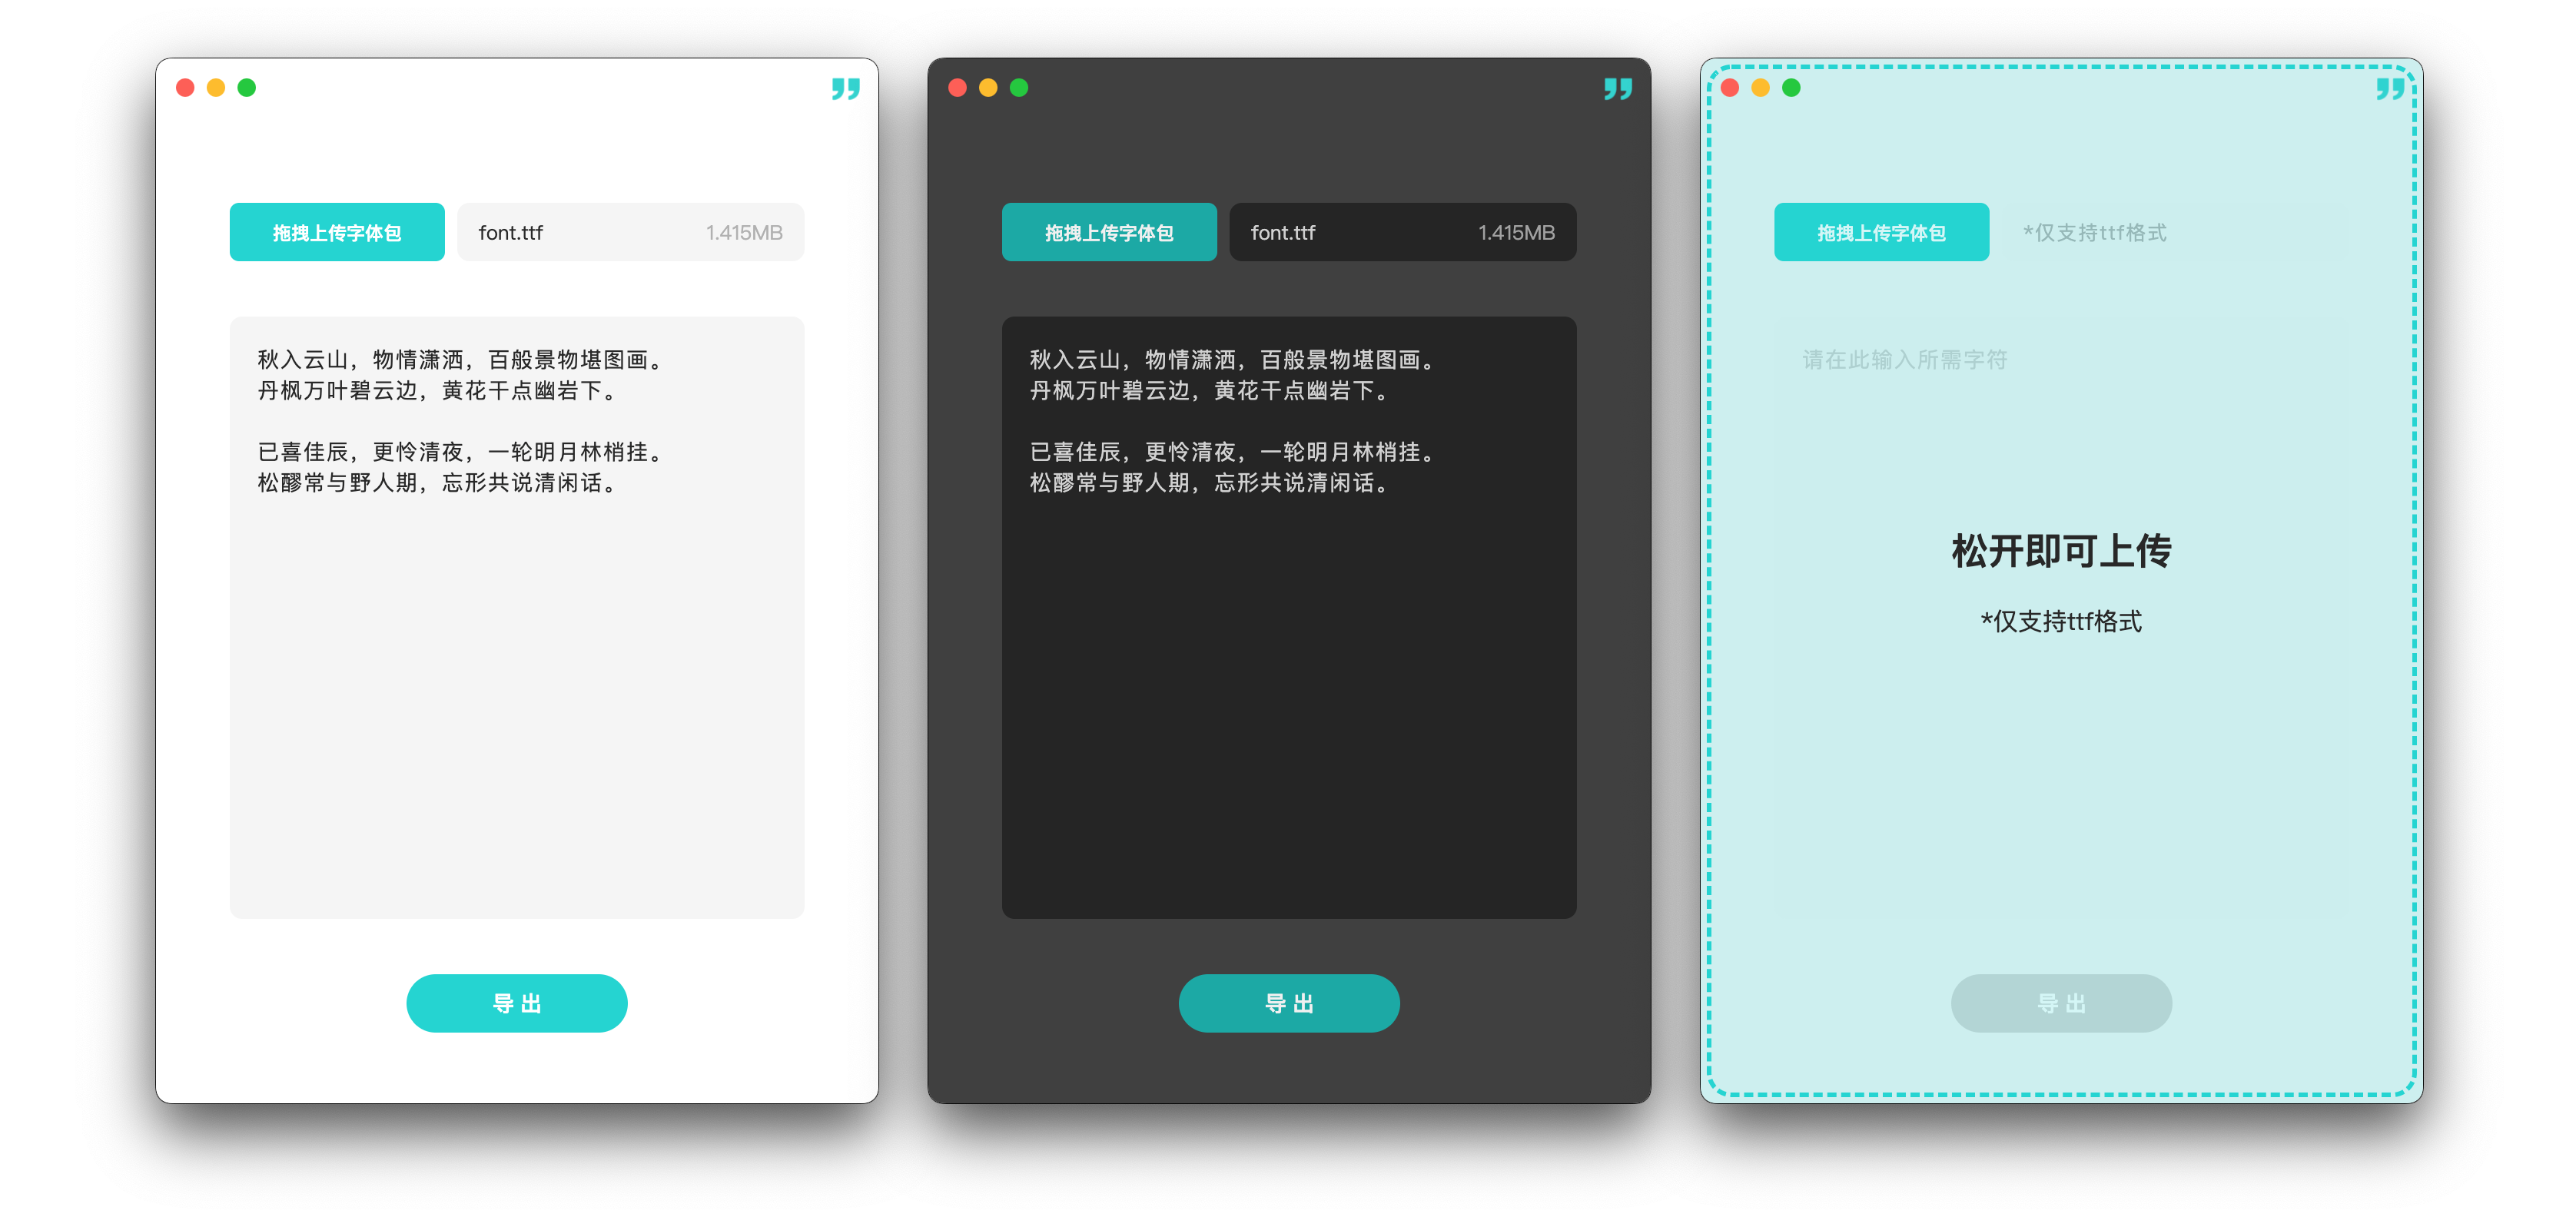 拖拽上传字体包
font.ttf
1.415MB
秋入云山，物情潇洒，百般景物堪图画。
丹枫万叶碧云边，黄花千点幽岩下。
已喜佳辰，更怜清夜，一轮明月林梢挂。
松醪常与野人期，忘形共说清闲话。
导出
拖拽上传字体包
font.ttf
1.415MB
秋入云山，物情潇洒，百般景物堪图画。
丹枫万叶碧云边，黄花千点幽岩下。
已喜佳辰，更怜清夜，一轮明月林梢挂。
松醪常与野人期，忘形共说清闲话。
导出
拖拽上传字体包
*仅支持ttf格式
请在此输入所需字符
松开即可上传
*仅支持ttf格式
导出